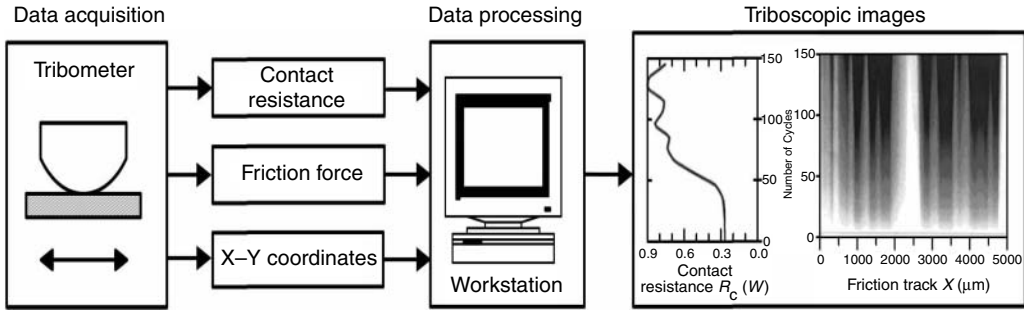 Data acquisition
Data processing
Triboscopic images
Tribometer
Contact
resistance
Friction force
X–Y coordinates
Workstation
150
100
50
0
0.9 0.6 0.3 0.0
Contact
resistance Rc (W)
Number of Cycles
150
100
50
0
0 1000 2000 3000 4000 5000
Friction track X (μm)